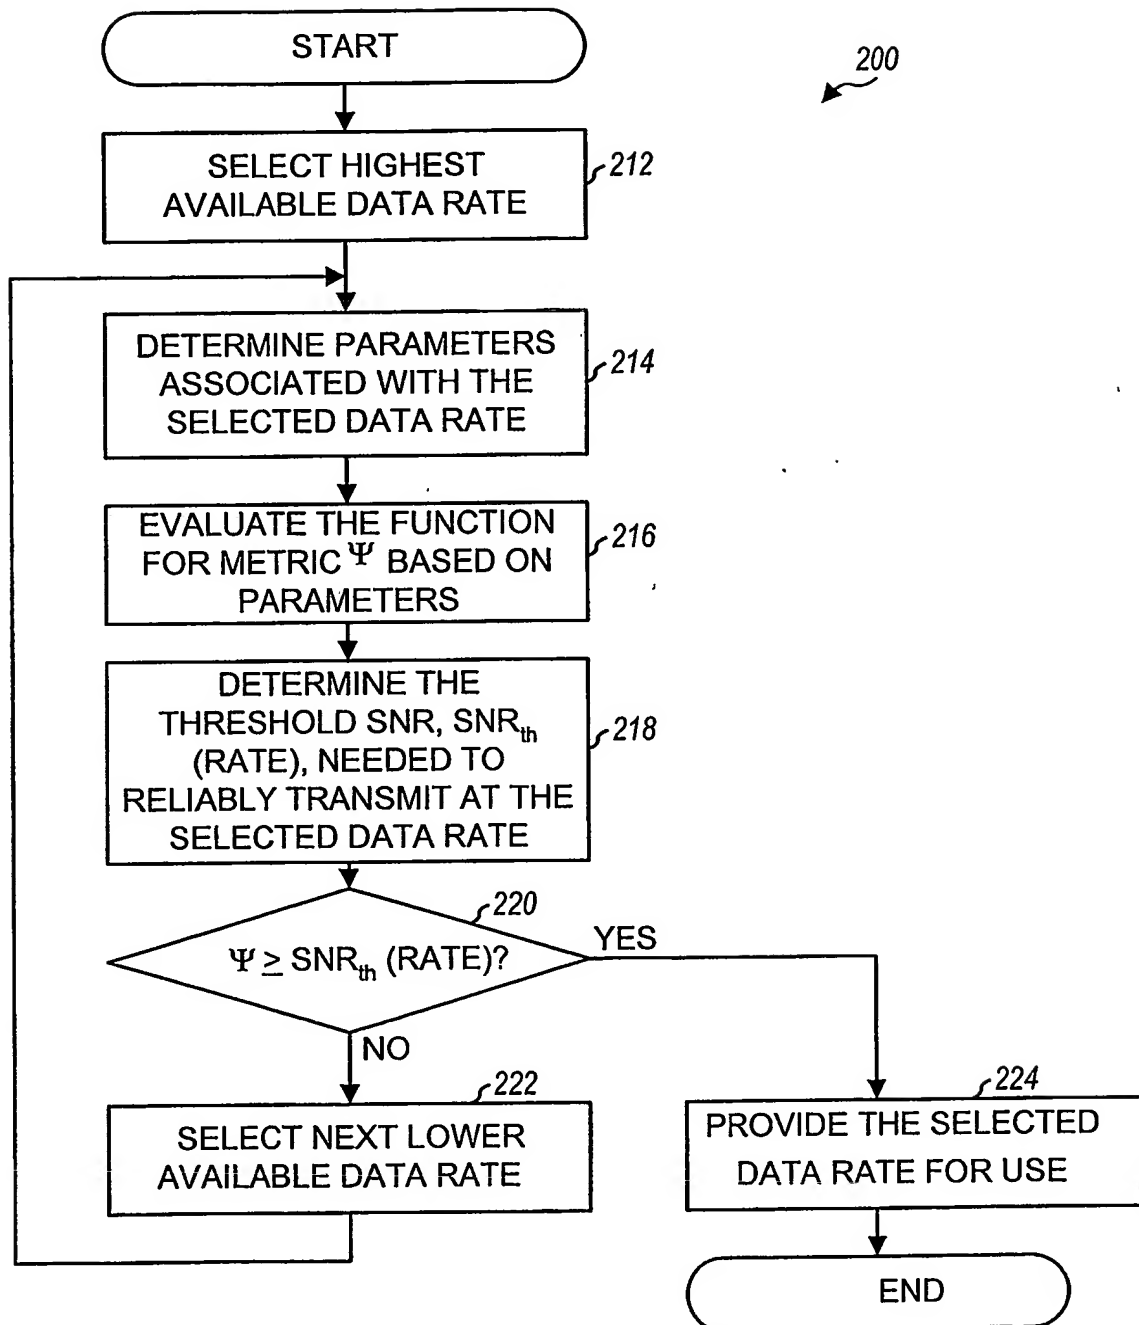 START
200
SELECT HIGHEST
AVAILABLE DATA RATE
212
DETERMINE PARAMETERS
ASSOCIATED WITH THE
SELECTED DATA RATE
214
EVALUATE THE FUNCTION
FOR METRIC Ψ BASED ON
PARAMETERS
216
DETERMINE THE
THRESHOLD SNR, SNRth
(RATE), NEEDED TO
RELIABLY TRANSMIT AT THE
SELECTED DATA RATE
218
220
Ψ ≥ SNRth (RATE)?
YES
NO
222
SELECT NEXT LOWER
AVAILABLE DATA RATE
224
PROVIDE THE SELECTED
DATA RATE FOR USE
END